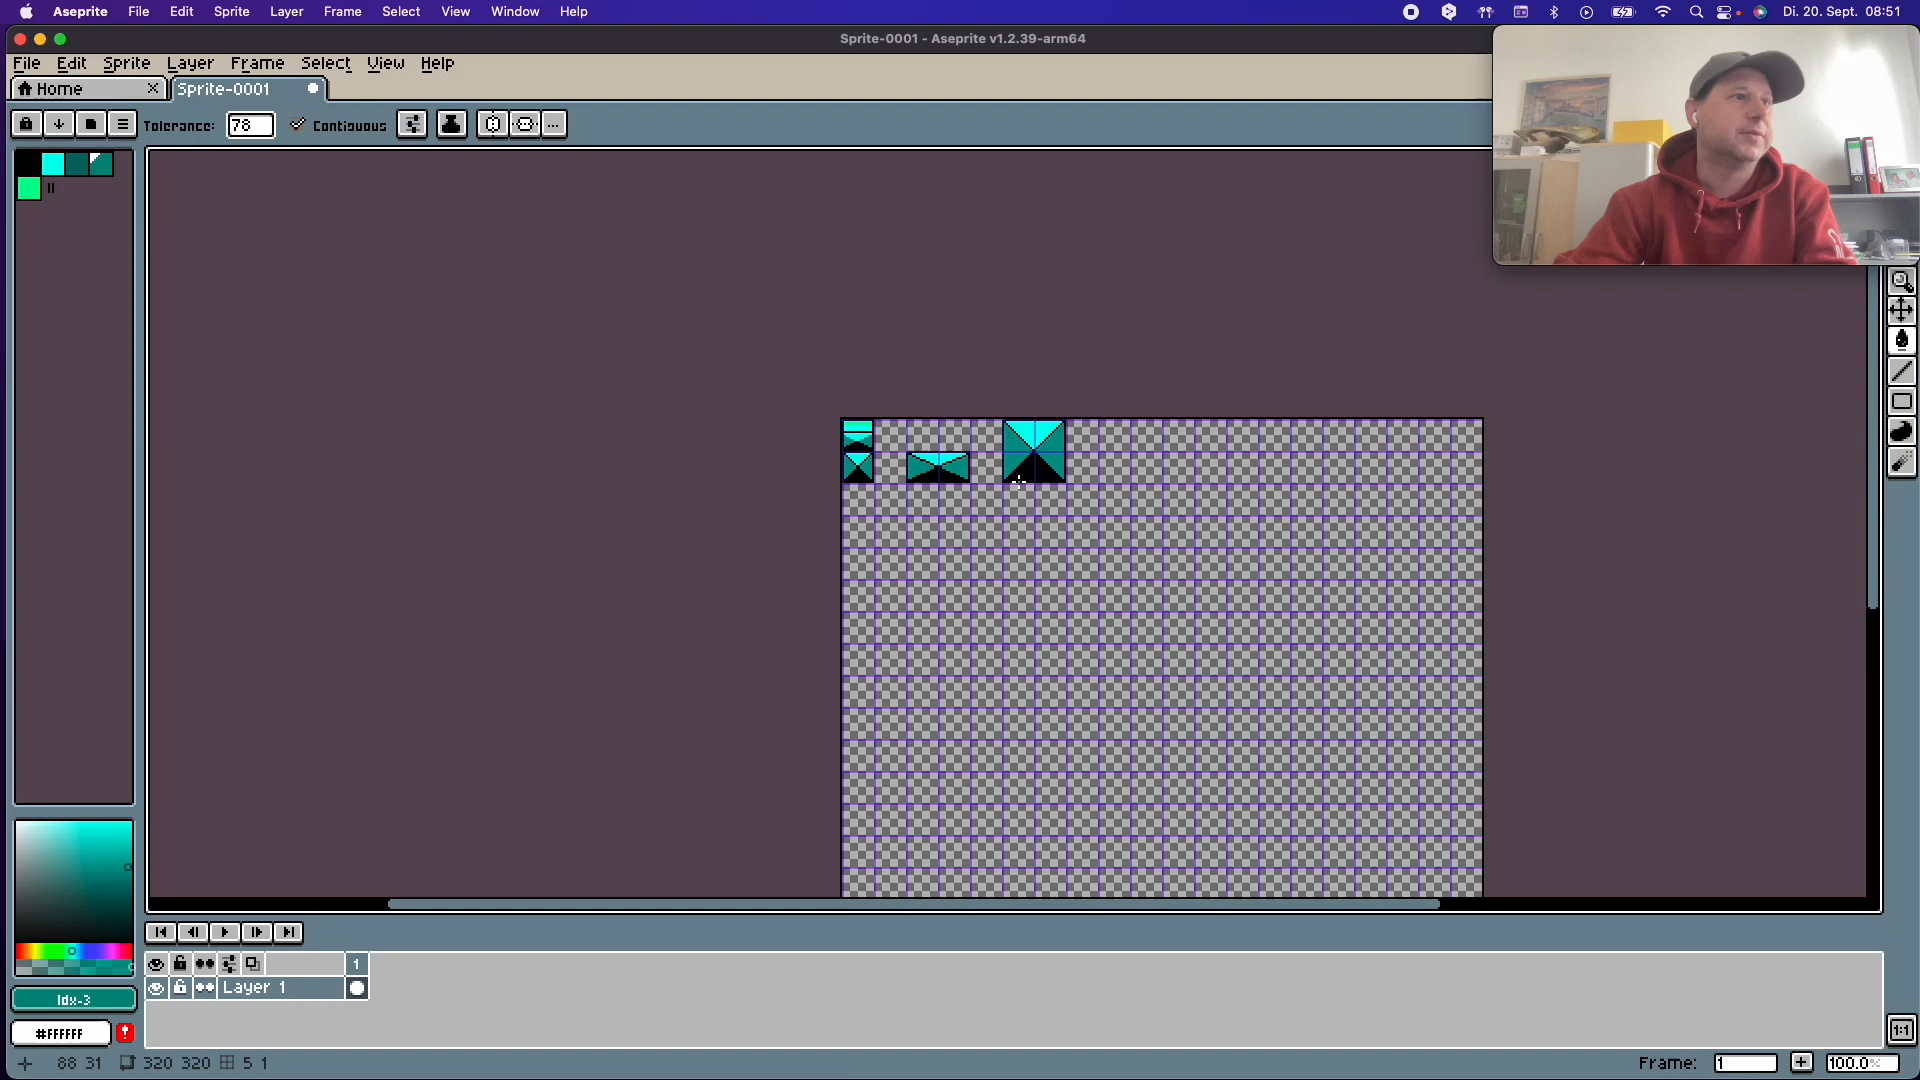 Aseprite File Edit Sprite Layer Frame Select View Window Help Di. 20. Sept. 08:51
Sprite-0001 - Aseprite v1.2.39-arm64
File Edit Sprite Layer Frame Select View Help
Home Sprite-0001
Tolerance: 78 Contiguous
1
Layer 1
Idx-3
#FFFFFF
1:1
88 31 320 320 5 1 Frame: 1 100.0%